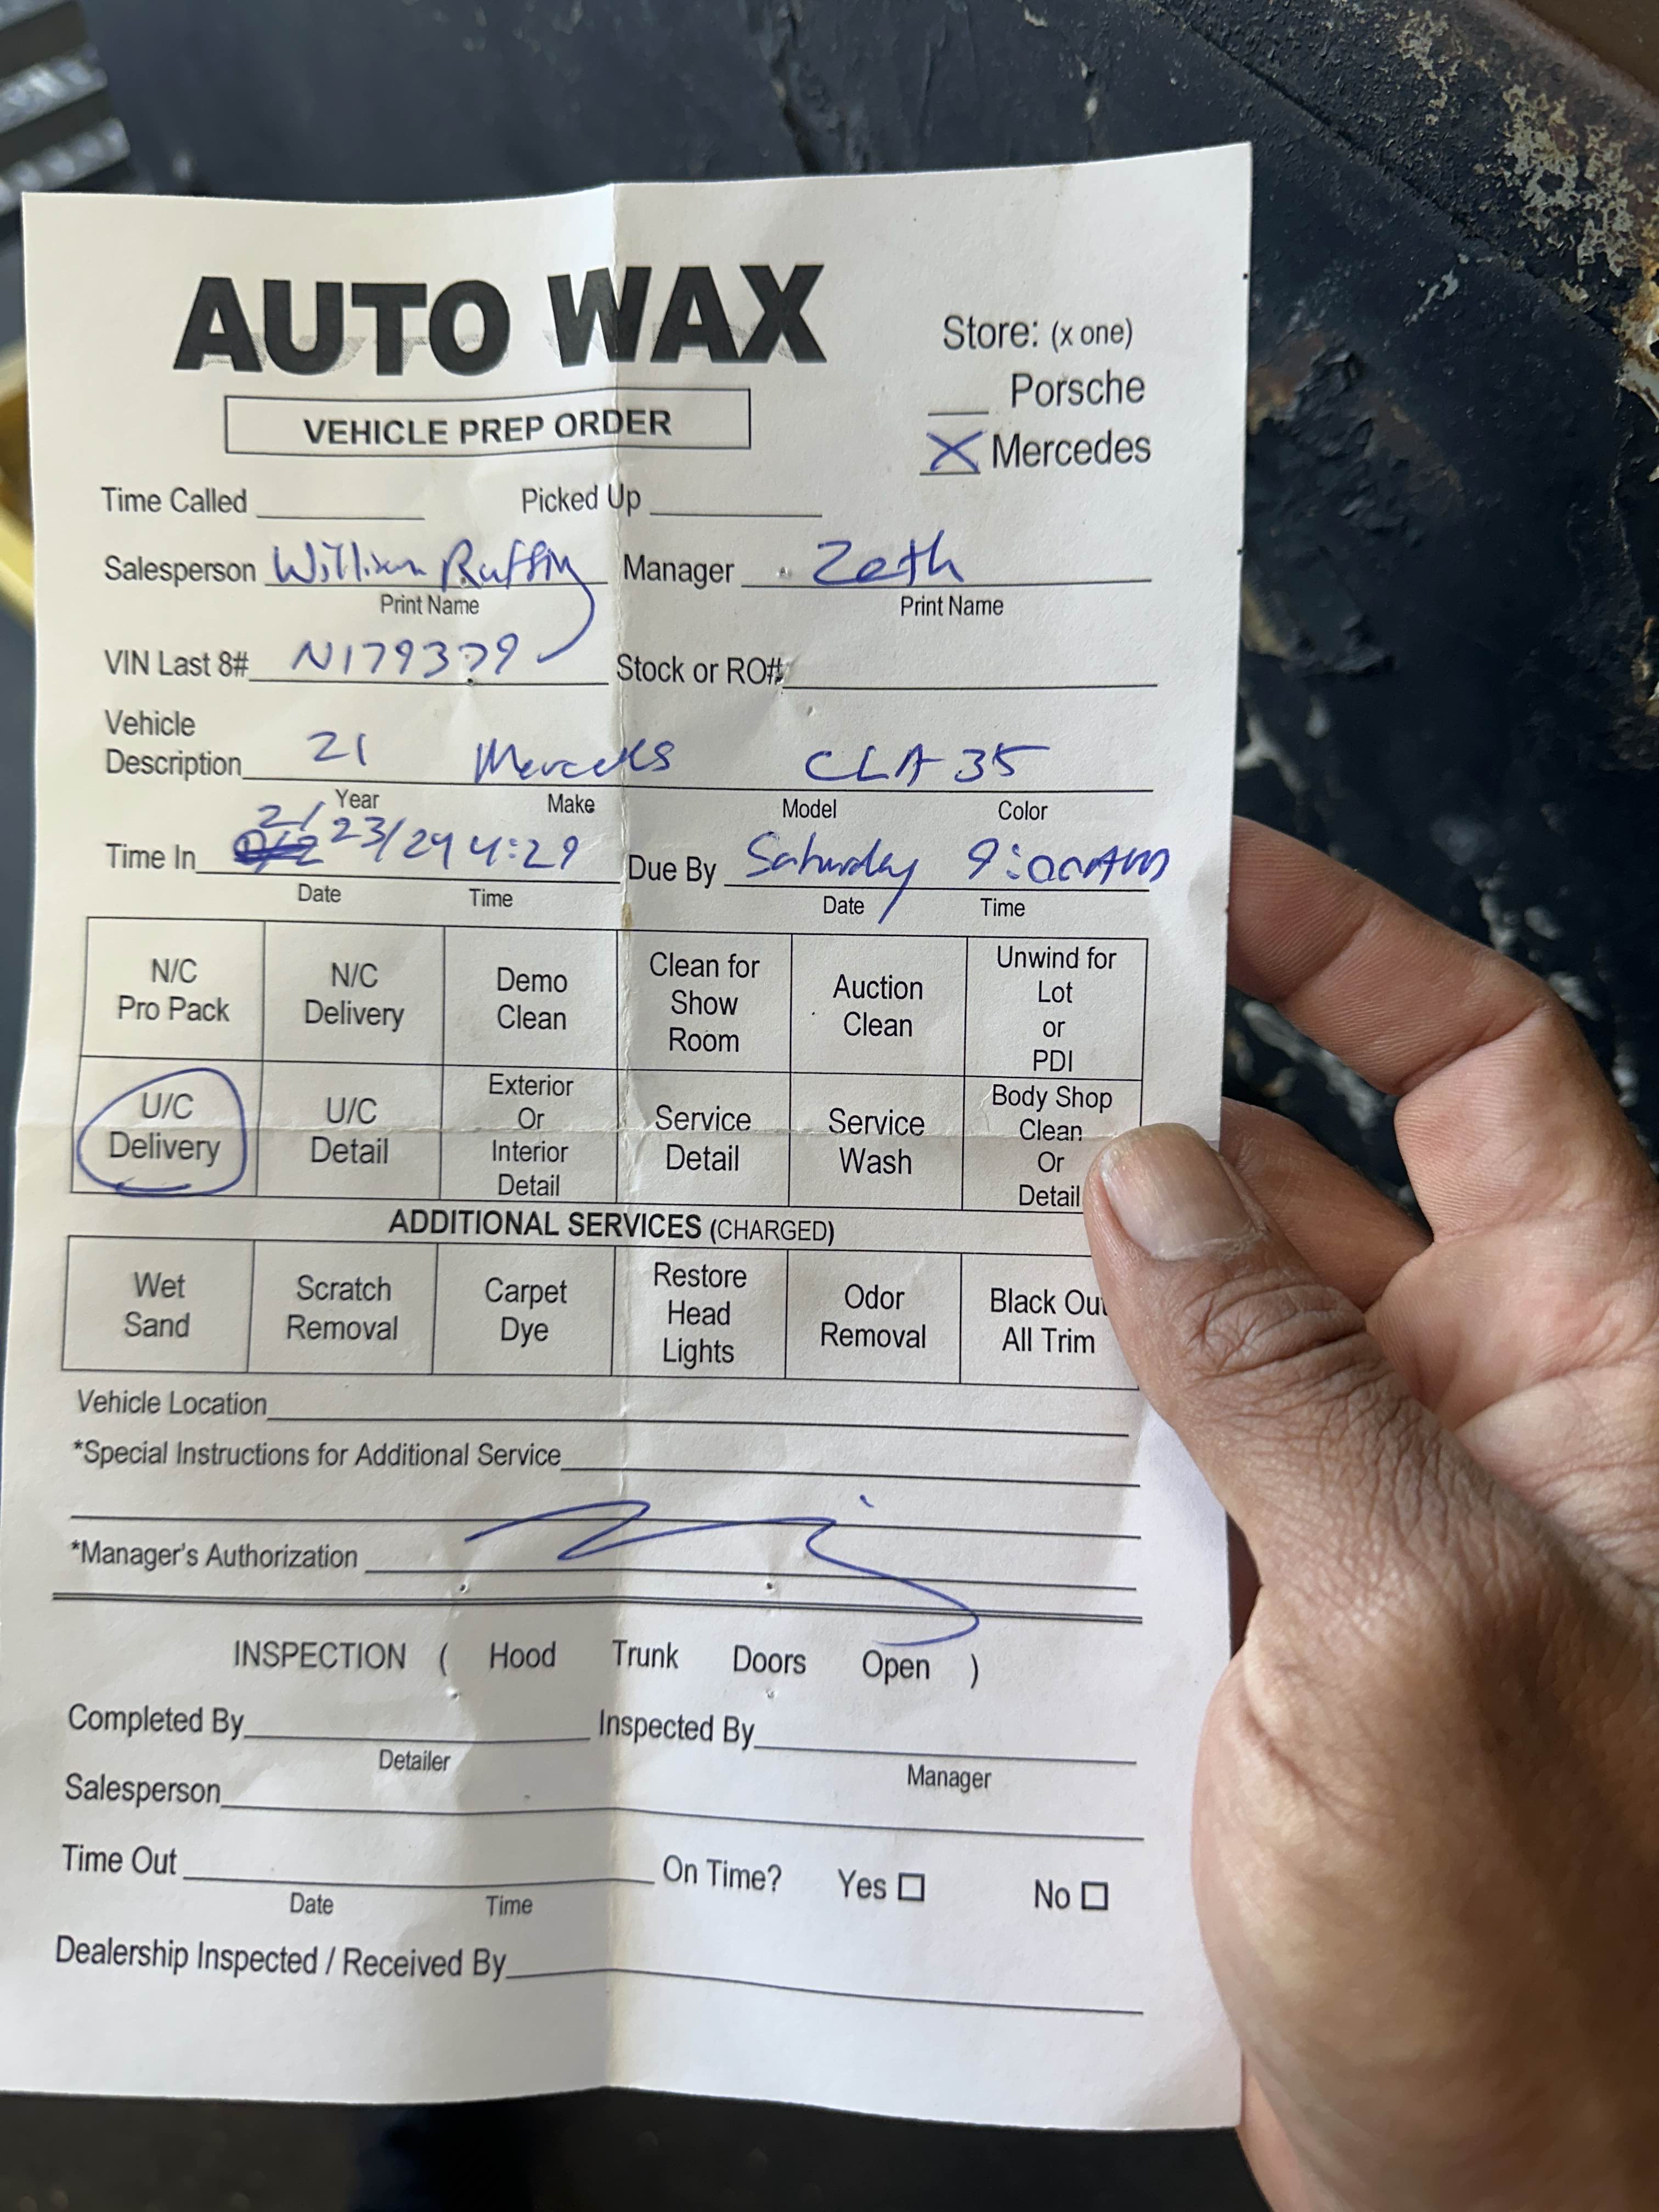 AUTO WAX
VEHICLE PREP ORDER
Store: (x one)
Porsche
X Mercedes
Time Called Picked Up
Salesperson William Ruffin Manager Zeth
Print Name Print Name
VIN Last 8# N179379 Stock or RO#
Vehicle
Description 21 Mercedes CLA 35
Year Make Model Color
Time In 2/23/24 4:29 Due By Saturday 9:00AM
Date Time Date Time
N/C Pro Pack N/C Delivery Demo Clean Clean for Show Room Auction Clean Unwind for Lot or PDI
U/C Delivery U/C Detail Exterior Or Interior Detail Service Detail Service Wash Body Shop Clean Or Detail
ADDITIONAL SERVICES (CHARGED)
Wet Sand Scratch Removal Carpet Dye Restore Head Lights Odor Removal Black Out All Trim
Vehicle Location
*Special Instructions for Additional Service
*Manager's Authorization
INSPECTION ( Hood Trunk Doors Open )
Completed By Inspected By
Detailer Manager
Salesperson
Time Out On Time? Yes No
Date Time
Dealership Inspected / Received By